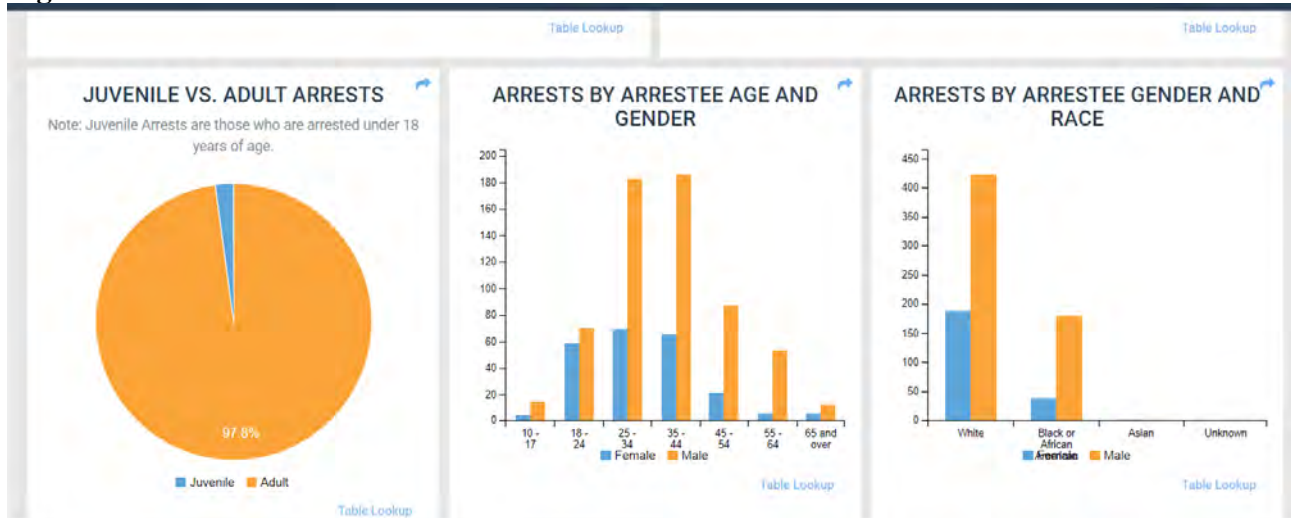 Table Lookup
Table Lookup
JUVENILE VS. ADULT ARRESTS
Note: Juvenile Arrests are those who are arrested under 18
years of age.
97.8%
Juvenile Adult
Table Lookup
ARRESTS BY ARRESTEE AGE AND
GENDER
200
180
160
140
120
100
80
60
40
20
0
10 -
17
18 -
24
25 -
34
35 -
44
45 -
54
55 -
64
65 and
over
Female Male
Table Lookup
ARRESTS BY ARRESTEE GENDER AND
RACE
450
400
350
300
250
200
150
100
50
0
White
Black or
African
American
Asian
Unknown
Female Male
Table Lookup